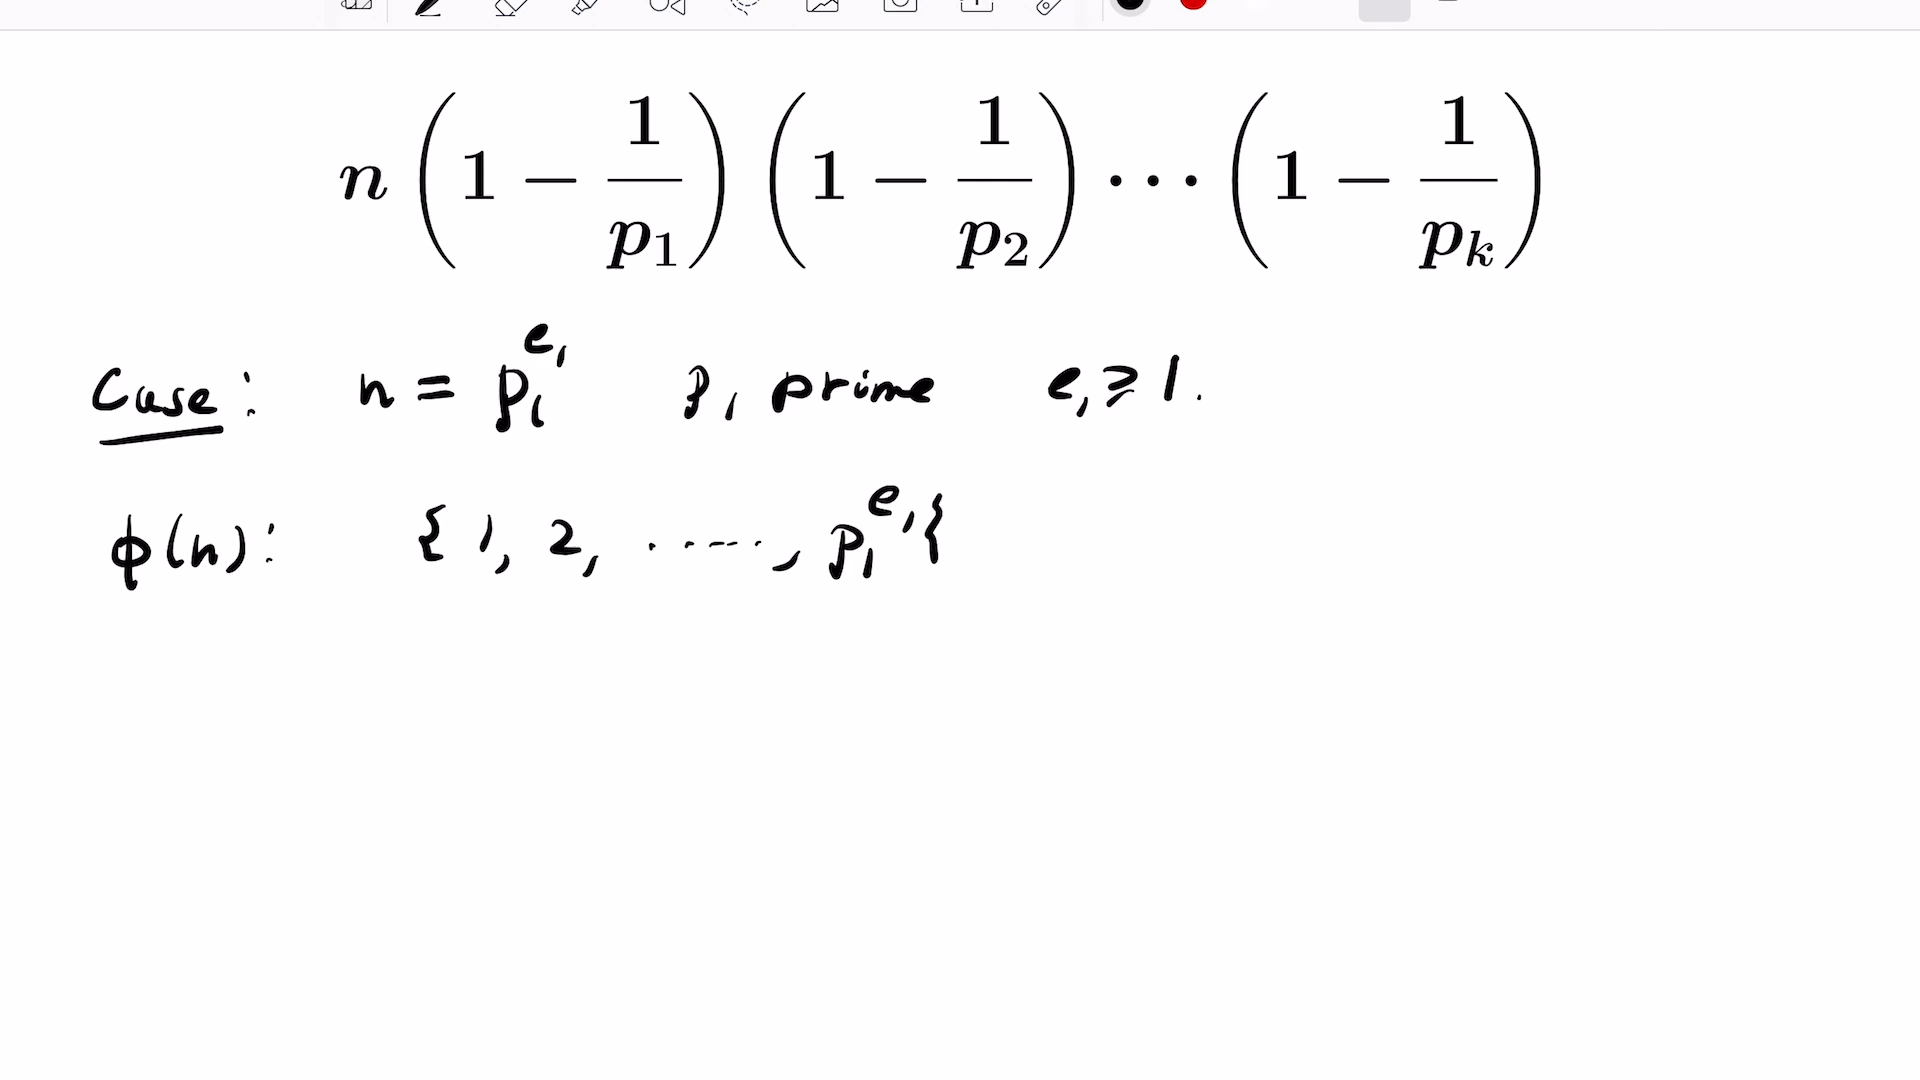 n (1 − 1/p₁) (1 − 1/p₂) ⋯ (1 − 1/pₖ)
Case: n = p₁^e₁ p₁ prime e₁ ⩾ 1.
ϕ(n): { 1, 2, ......, p₁^e₁ {